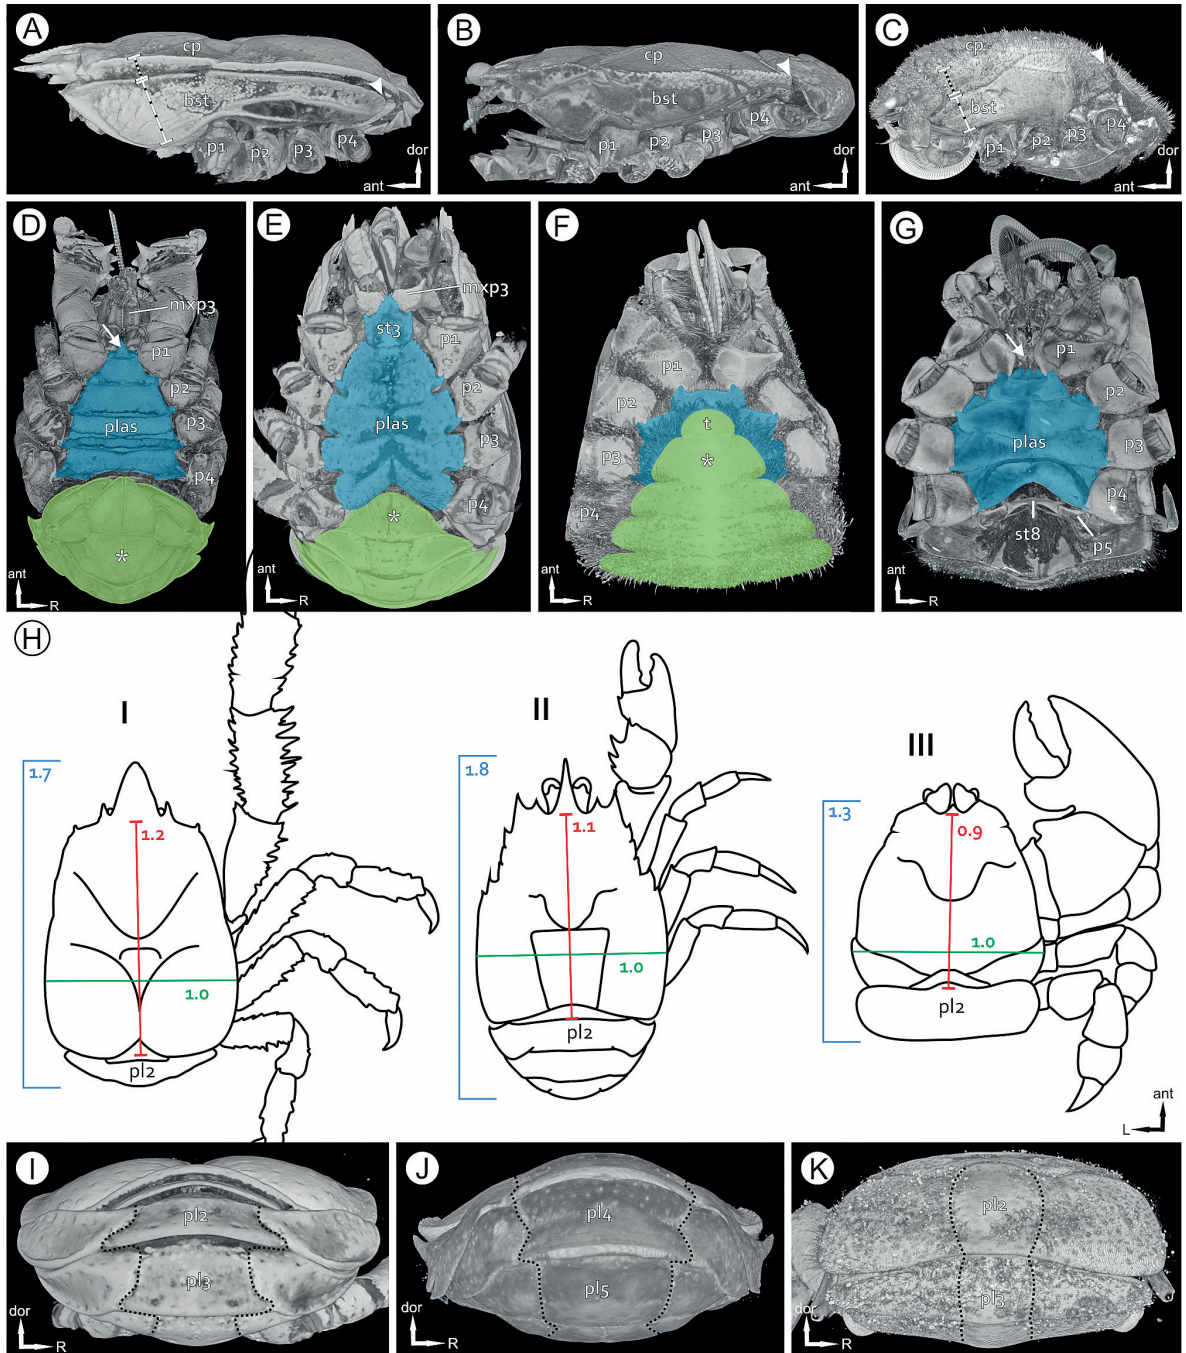 A
cp
bst
p1
p2
p3
p4
dor
ant
B
cp
bst
p1
p2
p3
p4
dor
ant
C
cp
bst
p1
p2
p3
p4
dor
ant
D
mxp3
p1
p2
plas
p3
p4
*
ant
R
E
mxp3
st3
p1
p2
plas
p3
p4
*
ant
R
F
p1
p2
t
p3
*
p4
ant
R
G
p1
p2
plas
p3
p4
st8
p5
ant
R
H
I
1.7
1.2
1.0
pl2
II
1.8
1.1
1.0
pl2
III
1.3
0.9
1.0
pl2
ant
L
I
pl2
pl3
dor
R
J
pl4
pl5
dor
R
K
pl2
pl3
dor
R